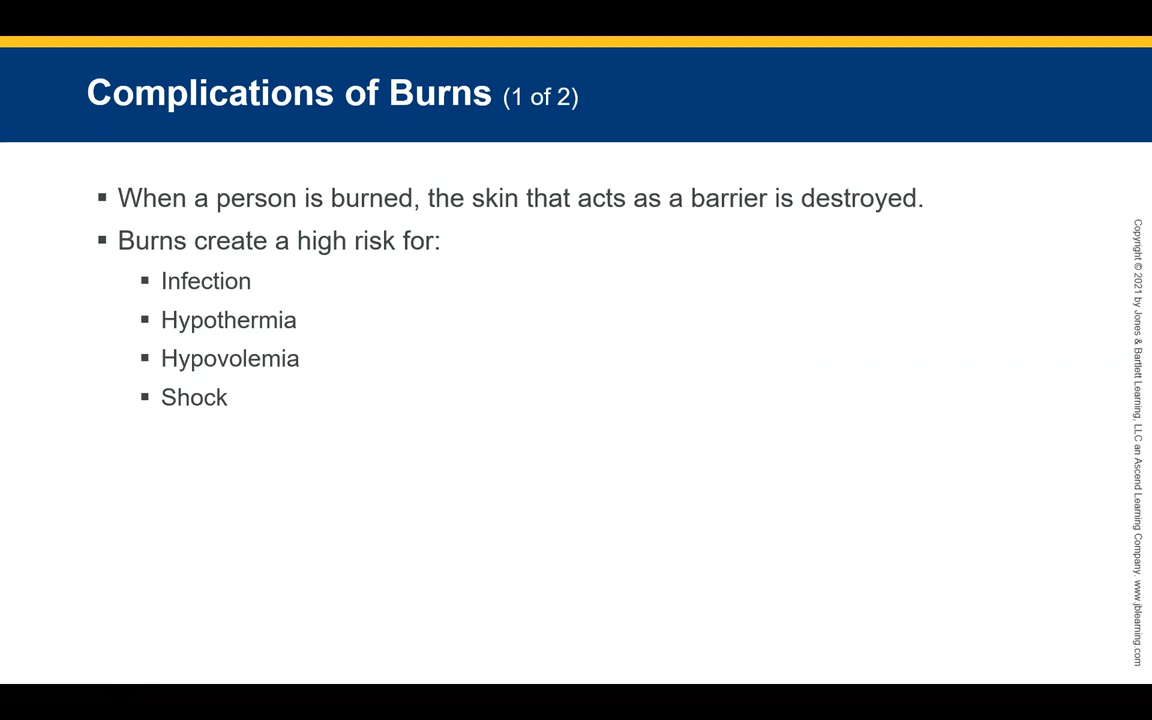 Complications of Burns (1 of 2)
▪ When a person is burned, the skin that acts as a barrier is destroyed.
▪ Burns create a high risk for:
▪ Infection
▪ Hypothermia
▪ Hypovolemia
▪ Shock
Copyright © 2021 by Jones & Bartlett Learning, LLC an Ascend Learning Company. www.jblearning.com